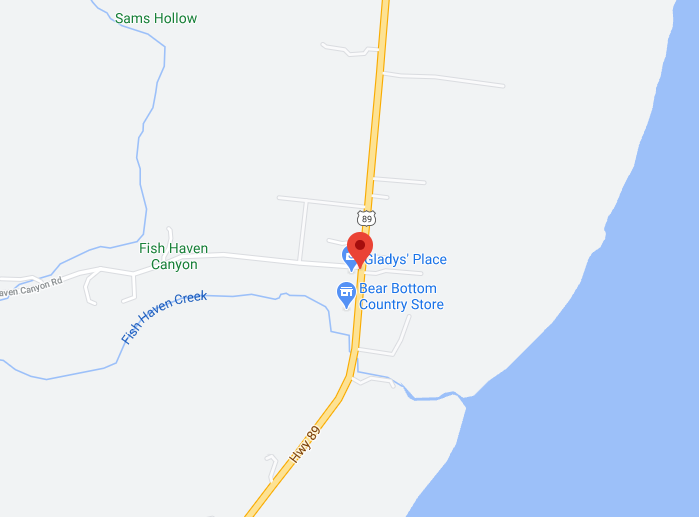 Sams Hollow
89
Fish Haven
Canyon
Gladys' Place
aven Canyon Rd
Bear Bottom
Country Store
Fish Haven Creek
Hwy 89